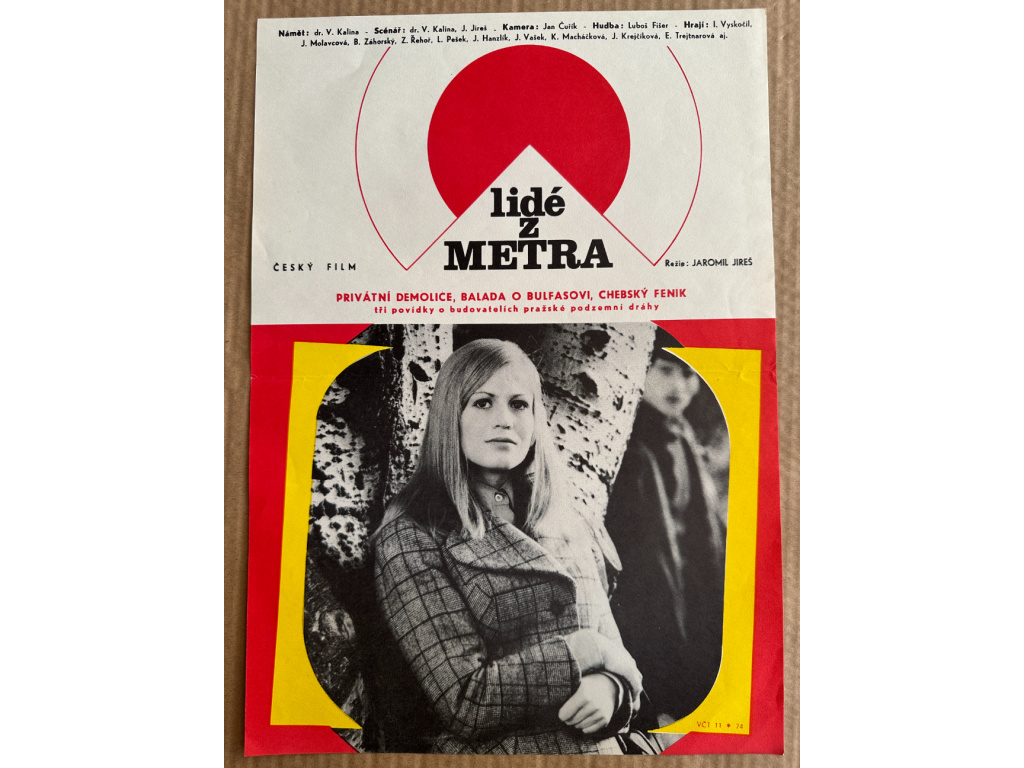 Námět: dr. V. Kalina - Scénář: dr. V. Kalina, J. Jireš - Kamera: Jan Čuřík - Hudba: Luboš Fišer - Hrají: I. Vyskočil,
J. Molavcová, B. Záhorský, Z. Řehoř, L. Pešek, J. Hanzlík, J. Vašek, K. Macháčková, J. Krejčíková, E. Trejtnarová aj.
lidé
z
METRA
ČESKÝ FILM
Režie: JAROMIL JIREŠ
PRIVÁTNÍ DEMOLICE, BALADA O BULFASOVI, CHEBSKÝ FENIK
tři povídky o budovatelích pražské podzemní dráhy
VČT 11 * 74